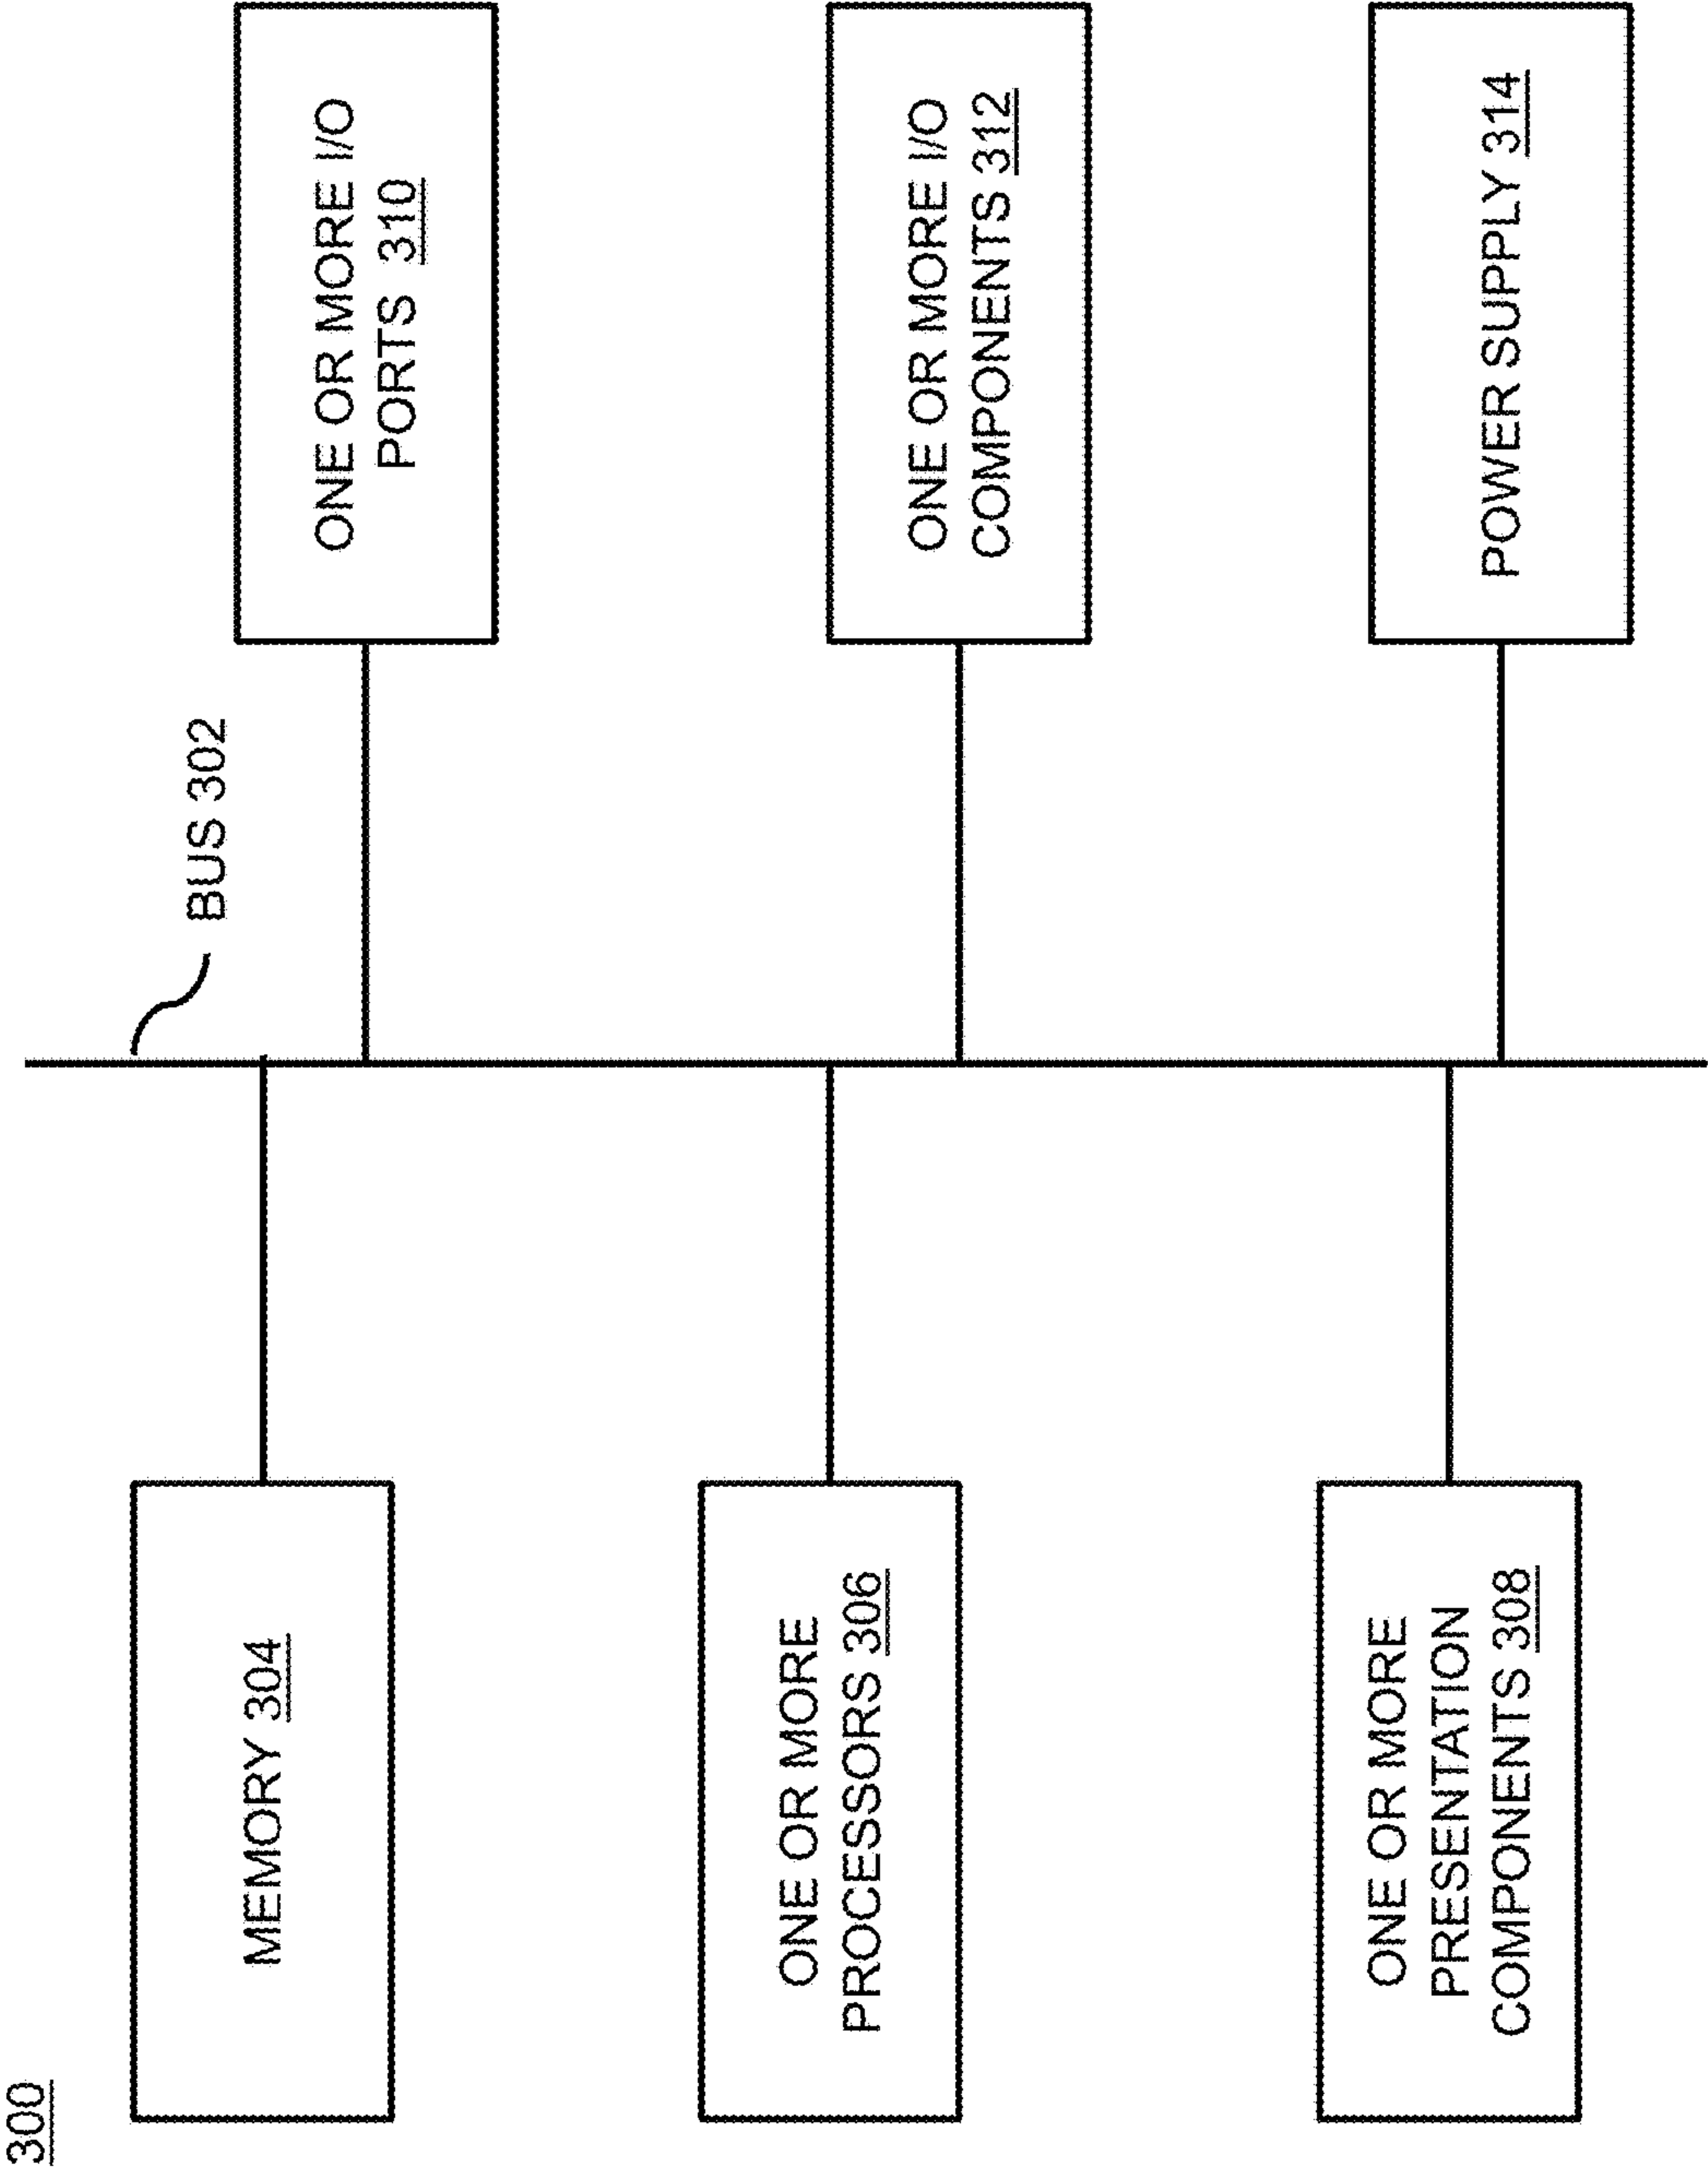 300
BUS 302
MEMORY 304
ONE OR MORE
PROCESSORS 306
ONE OR MORE
PRESENTATION
COMPONENTS 308
ONE OR MORE I/O
PORTS 310
ONE OR MORE I/O
COMPONENTS 312
POWER SUPPLY 314